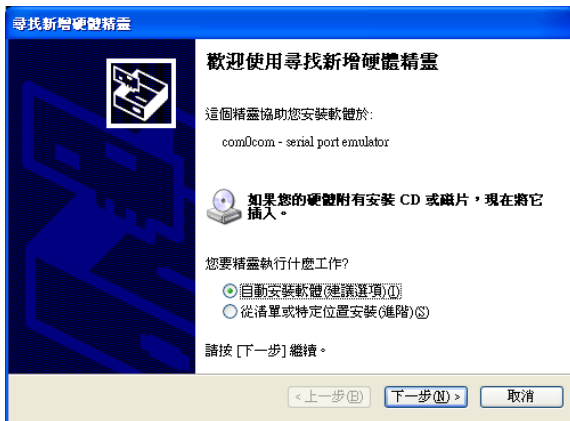 尋找新增硬體精靈
歡迎使用尋找新增硬體精靈
這個精靈協助您安裝軟體於:
com0com - serial port emulator
如果您的硬體附有安裝 CD 或磁片，現在將它
插入。
您要精靈執行什麼工作?
自動安裝軟體(建議選項)(I)
從清單或特定位置安裝(進階)(S)
請按 [下一步] 繼續。
<上一步(B) 下一步(N)> 取消